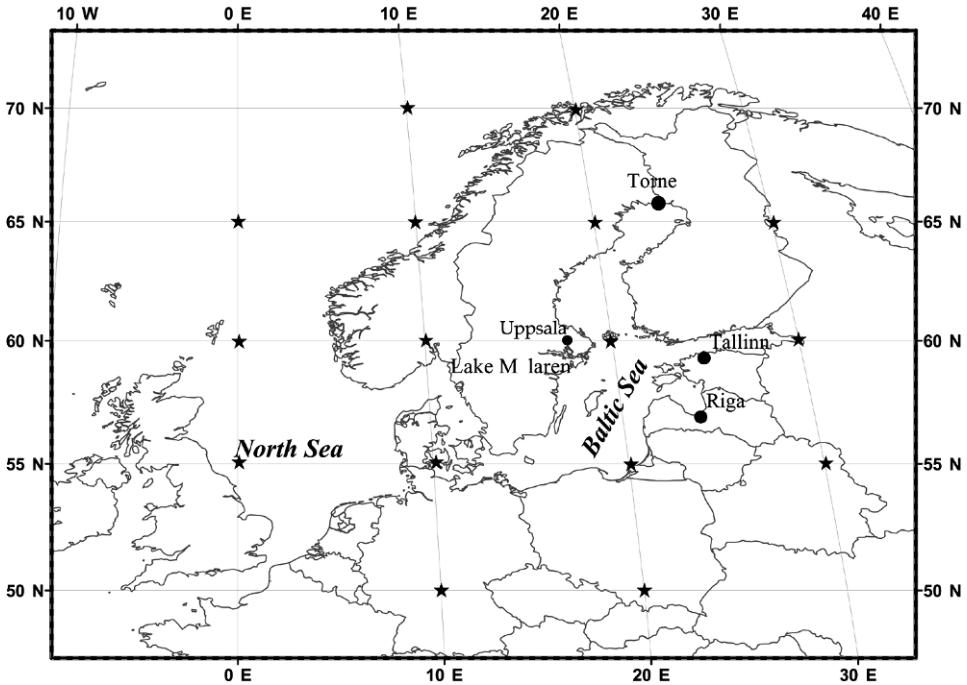 10 W 0 E 10 E 20 E 30 E 40 E
70 N 70 N
Torne
65 N 65 N
Uppsala
60 N Tallinn 60 N
Lake M laren
Baltic Sea
Riga
North Sea
55 N 55 N
50 N 50 N
0 E 10 E 20 E 30 E